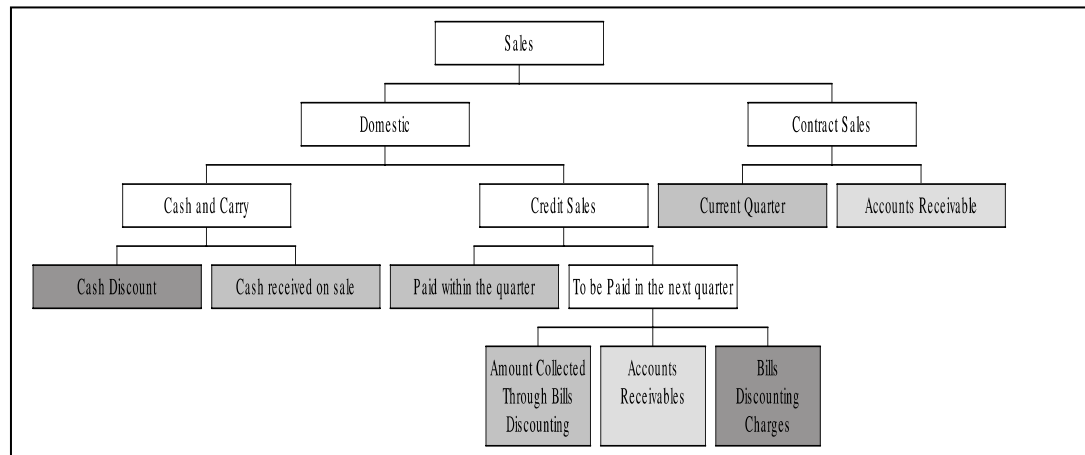 Sales
Domestic
Contract Sales
Cash and Carry
Credit Sales
Current Quarter
Accounts Receivable
Cash Discount
Cash received on sale
Paid within the quarter
To be Paid in the next quarter
Amount Collected
Through Bills
Discounting
Accounts
Receivables
Bills
Discounting
Charges